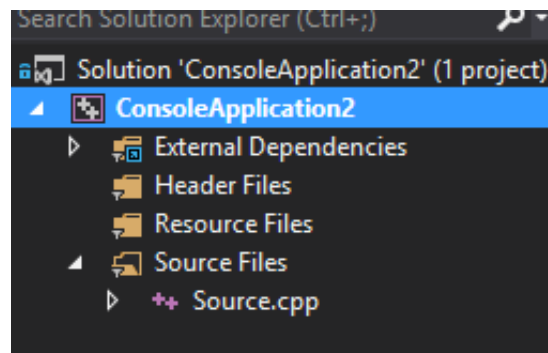 Search Solution Explorer (Ctrl+;)
Solution 'ConsoleApplication2' (1 project)
ConsoleApplication2
External Dependencies
Header Files
Resource Files
Source Files
Source.cpp